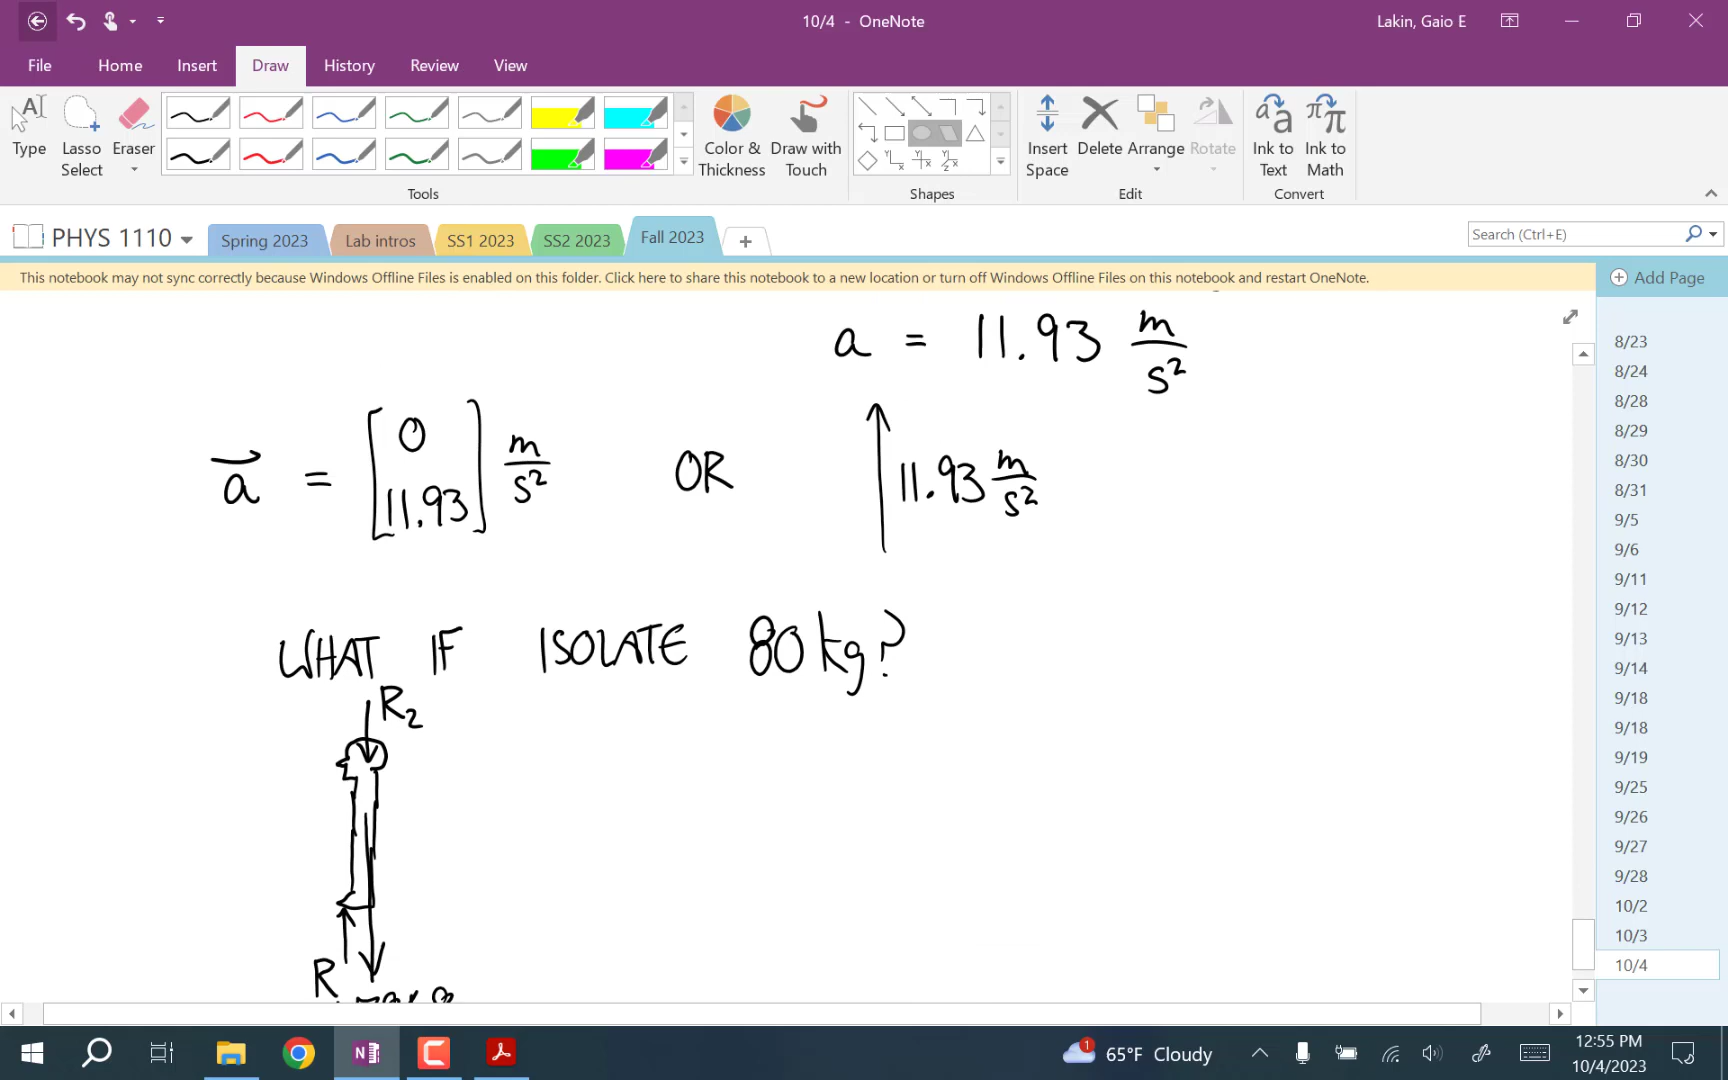 10/4 - OneNote
Lakin, Gaio E
File Home Insert Draw History Review View
Type
Lasso Select
Eraser
Color & Thickness
Draw with Touch
Insert Space
Delete
Arrange
Rotate
Ink to Text
Ink to Math
Tools
Shapes
Edit
Convert
PHYS 1110
Spring 2023
Lab intros
SS1 2023
SS2 2023
Fall 2023
Search (Ctrl+E)
This notebook may not sync correctly because Windows Offline Files is enabled on this folder. Click here to share this notebook to a new location or turn off Windows Offline Files on this notebook and restart OneNote.
Add Page
a = 11.93 m/s²
a⃗ = [0 11.93] m/s² OR 11.93 m/s²
WHAT IF ISOLATE 80 kg?
R₂
R
8/23
8/24
8/28
8/29
8/30
8/31
9/5
9/6
9/11
9/12
9/13
9/14
9/18
9/18
9/19
9/25
9/26
9/27
9/28
10/2
10/3
10/4
1
65°F Cloudy
12:55 PM
10/4/2023